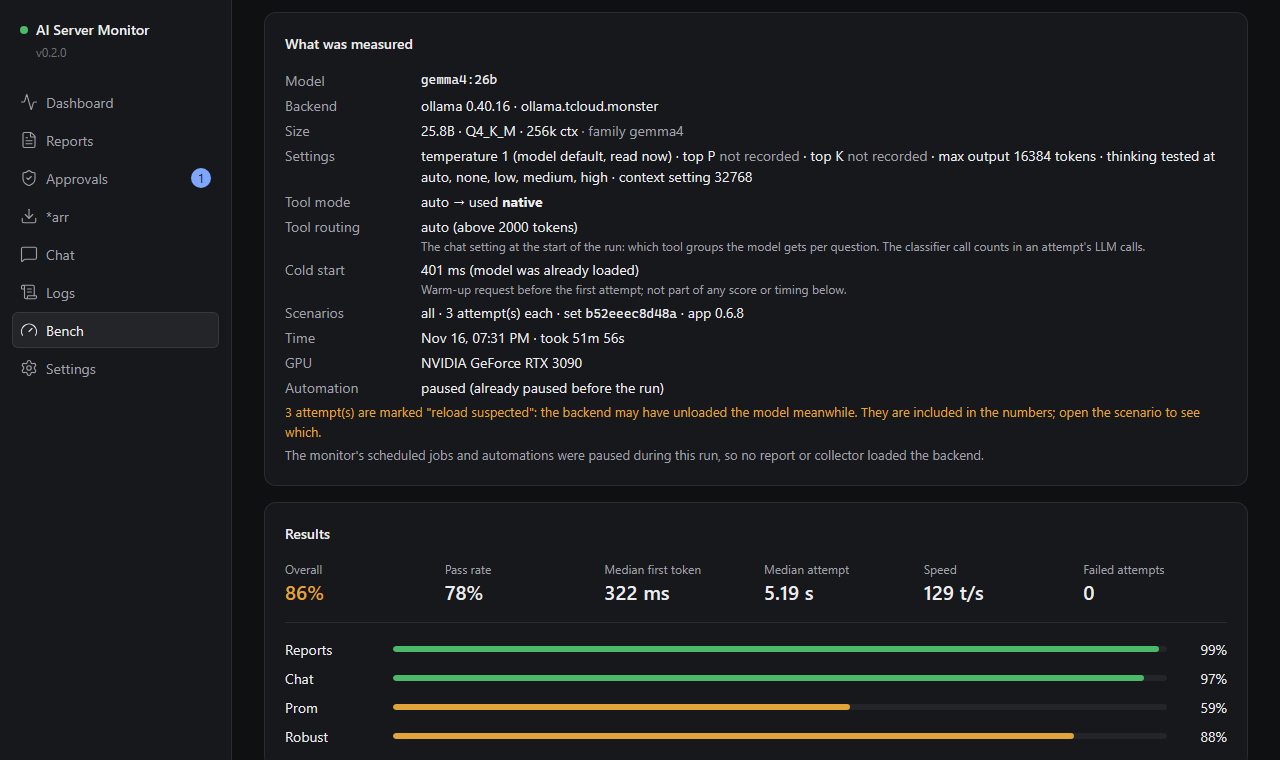 AI Server Monitor
v0.2.0
Dashboard
Reports
Approvals 1
*arr
Chat
Logs
Bench
Settings
What was measured
Model gemma4:26b
Backend ollama 0.40.16 · ollama.tcloud.monster
Size 25.8B · Q4_K_M · 256k ctx · family gemma4
Settings temperature 1 (model default, read now) · top P not recorded · top K not recorded · max output 16384 tokens · thinking tested at
auto, none, low, medium, high · context setting 32768
Tool mode auto → used native
Tool routing auto (above 2000 tokens)
The chat setting at the start of the run: which tool groups the model gets per question. The classifier call counts in an attempt's LLM calls.
Cold start 401 ms (model was already loaded)
Warm-up request before the first attempt; not part of any score or timing below.
Scenarios all · 3 attempt(s) each · set b52eeec8d48a · app 0.6.8
Time Nov 16, 07:31 PM · took 51m 56s
GPU NVIDIA GeForce RTX 3090
Automation paused (already paused before the run)
3 attempt(s) are marked "reload suspected": the backend may have unloaded the model meanwhile. They are included in the numbers; open the scenario to see
which.
The monitor's scheduled jobs and automations were paused during this run, so no report or collector loaded the backend.
Results
Overall Pass rate Median first token Median attempt Speed Failed attempts
86% 78% 322 ms 5.19 s 129 t/s 0
Reports 99%
Chat 97%
Prom 59%
Robust 88%